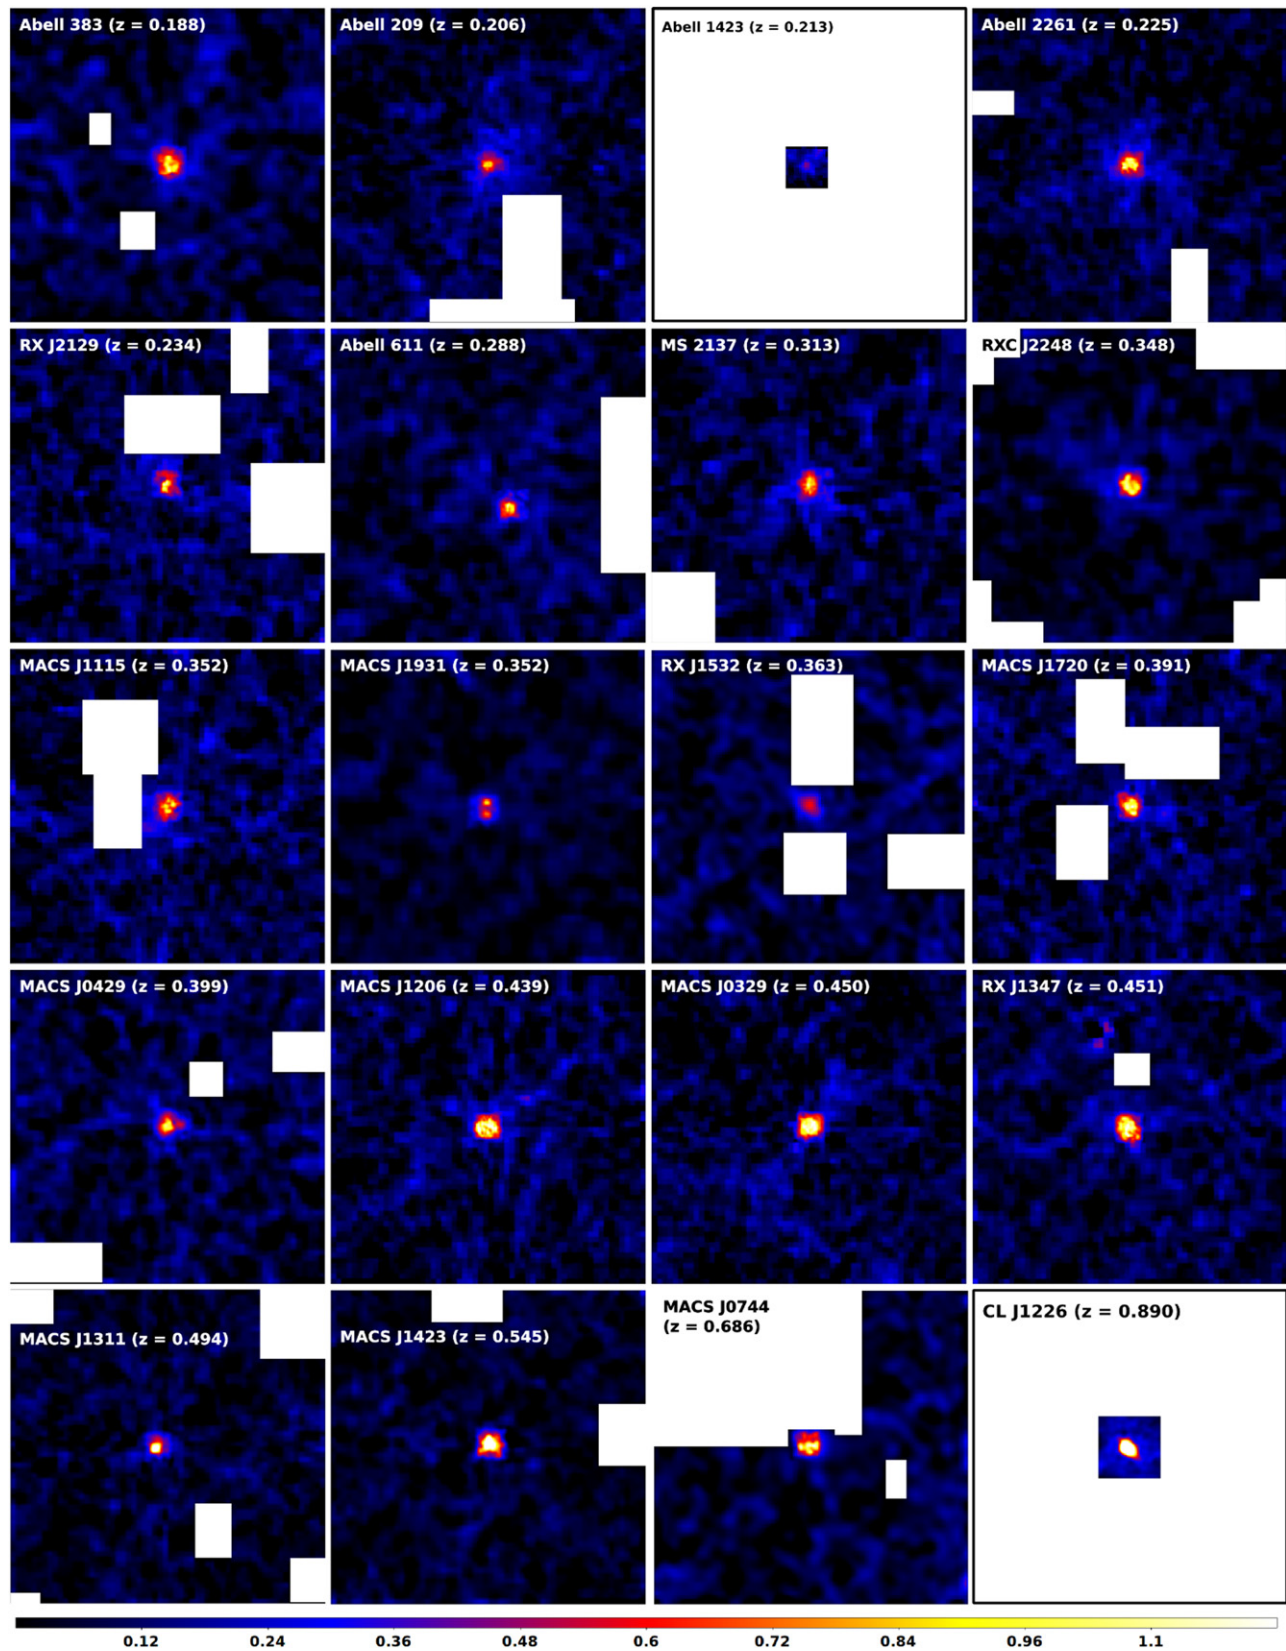 Abell 383 (z = 0.188)
Abell 209 (z = 0.206)
Abell 1423 (z = 0.213)
Abell 2261 (z = 0.225)
RX J2129 (z = 0.234)
Abell 611 (z = 0.288)
MS 2137 (z = 0.313)
RXC J2248 (z = 0.348)
MACS J1115 (z = 0.352)
MACS J1931 (z = 0.352)
RX J1532 (z = 0.363)
MACS J1720 (z = 0.391)
MACS J0429 (z = 0.399)
MACS J1206 (z = 0.439)
MACS J0329 (z = 0.450)
RX J1347 (z = 0.451)
MACS J1311 (z = 0.494)
MACS J1423 (z = 0.545)
MACS J0744
(z = 0.686)
CL J1226 (z = 0.890)
0.12 0.24 0.36 0.48 0.6 0.72 0.84 0.96 1.1